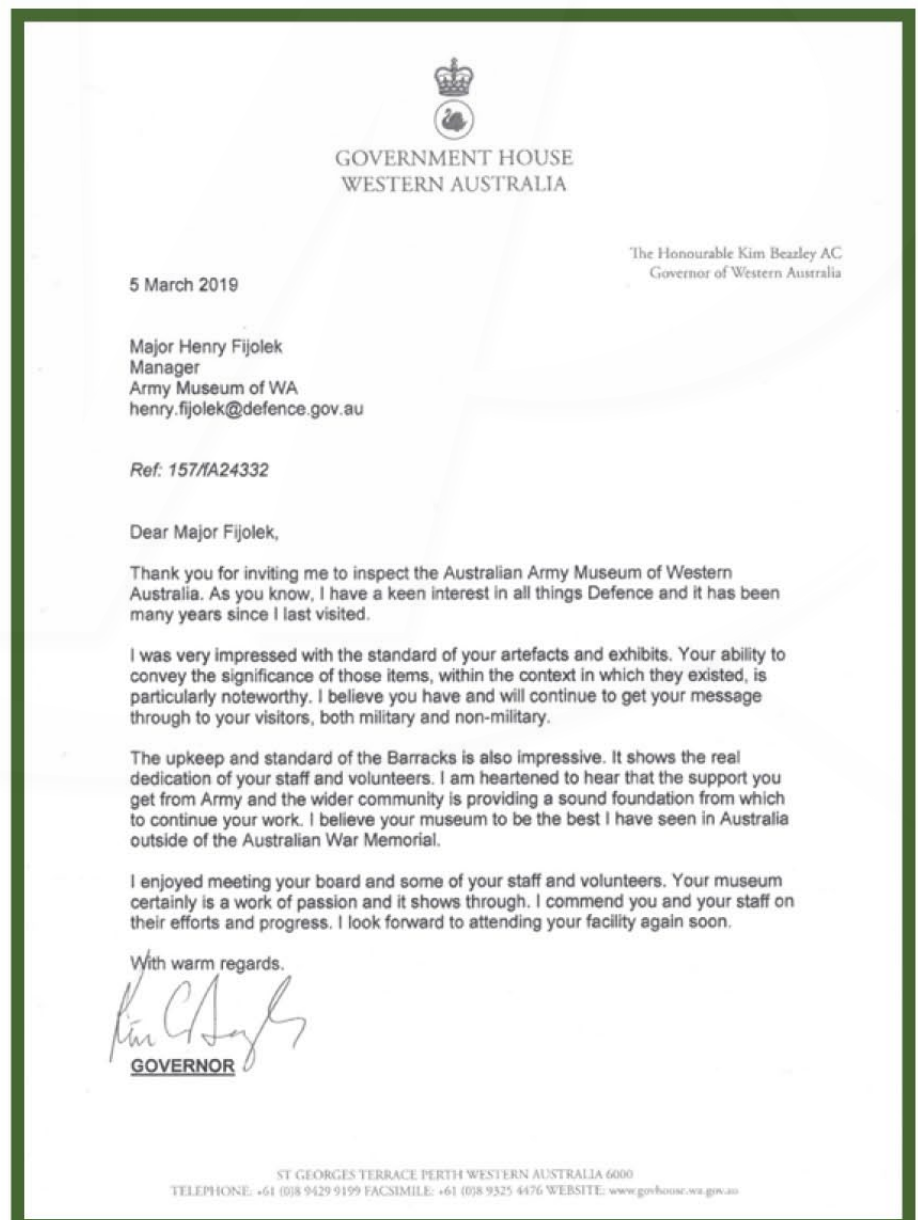 GOVERNMENT HOUSE
WESTERN AUSTRALIA
The Honourable Kim Beazley AC
Governor of Western Australia
5 March 2019
Major Henry Fijolek
Manager
Army Museum of WA
henry.fijolek@defence.gov.au
Ref: 157/fA24332
Dear Major Fijolek,
Thank you for inviting me to inspect the Australian Army Museum of Western
Australia. As you know, I have a keen interest in all things Defence and it has been
many years since I last visited.
I was very impressed with the standard of your artefacts and exhibits. Your ability to
convey the significance of those items, within the context in which they existed, is
particularly noteworthy. I believe you have and will continue to get your message
through to your visitors, both military and non-military.
The upkeep and standard of the Barracks is also impressive. It shows the real
dedication of your staff and volunteers. I am heartened to hear that the support you
get from Army and the wider community is providing a sound foundation from which
to continue your work. I believe your museum to be the best I have seen in Australia
outside of the Australian War Memorial.
I enjoyed meeting your board and some of your staff and volunteers. Your museum
certainly is a work of passion and it shows through. I commend you and your staff on
their efforts and progress. I look forward to attending your facility again soon.
With warm regards.
Kim C Beazley
GOVERNOR
ST GEORGES TERRACE PERTH WESTERN AUSTRALIA 6000
TELEPHONE: +61 (0)8 9429 9199 FACSIMILE: +61 (0)8 9325 4476 WEBSITE: www.govhouse.wa.gov.au